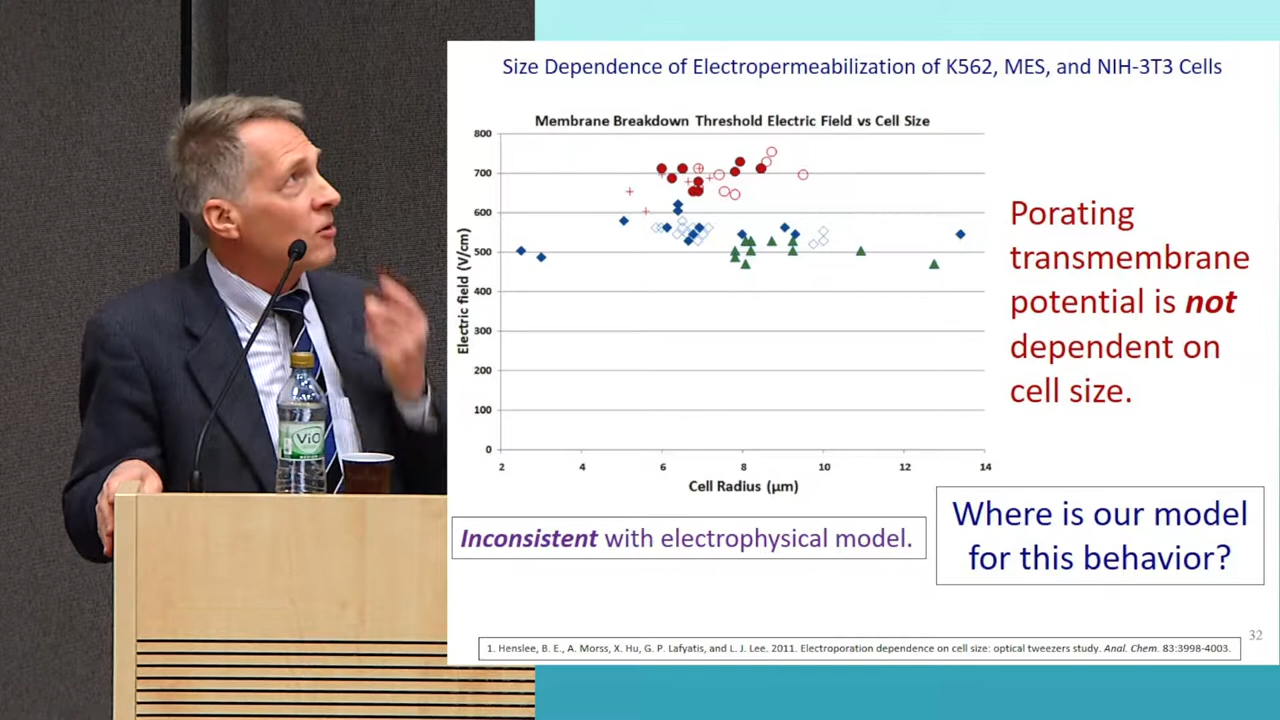 Size Dependence of Electropermeabilization of K562, MES, and NIH-3T3 Cells
Membrane Breakdown Threshold Electric Field vs Cell Size
800
700
600
500
400
300
200
100
0
Electric field (V/cm)
2 4 6 8 10 12 14
Cell Radius (μm)
Porating
transmembrane
potential is not
dependent on
cell size.
Inconsistent with electrophysical model.
Where is our model
for this behavior?
1. Henslee, B. E., A. Morss, X. Hu, G. P. Lafyatis, and L. J. Lee. 2011. Electroporation dependence on cell size: optical tweezers study. Anal. Chem. 83:3998-4003.
32
ViO